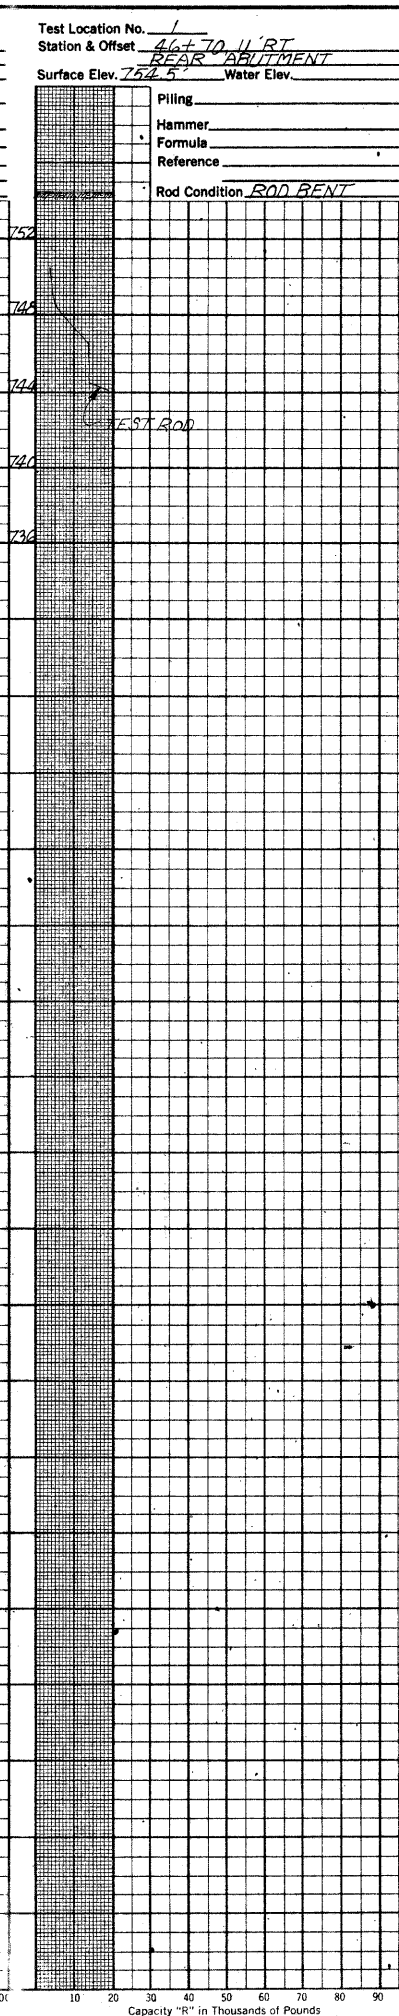 Test Location No. 1
Station & Offset 46+70 11' RT
REAR ABUTMENT
Surface Elev. 754.5' Water Elev.
Piling
Hammer
Formula
Reference
Rod Condition ROD BENT
752
748
744
TEST ROD
740
736
10 20 30 40 50 60 70 80 90
Capacity "R" in Thousands of Pounds